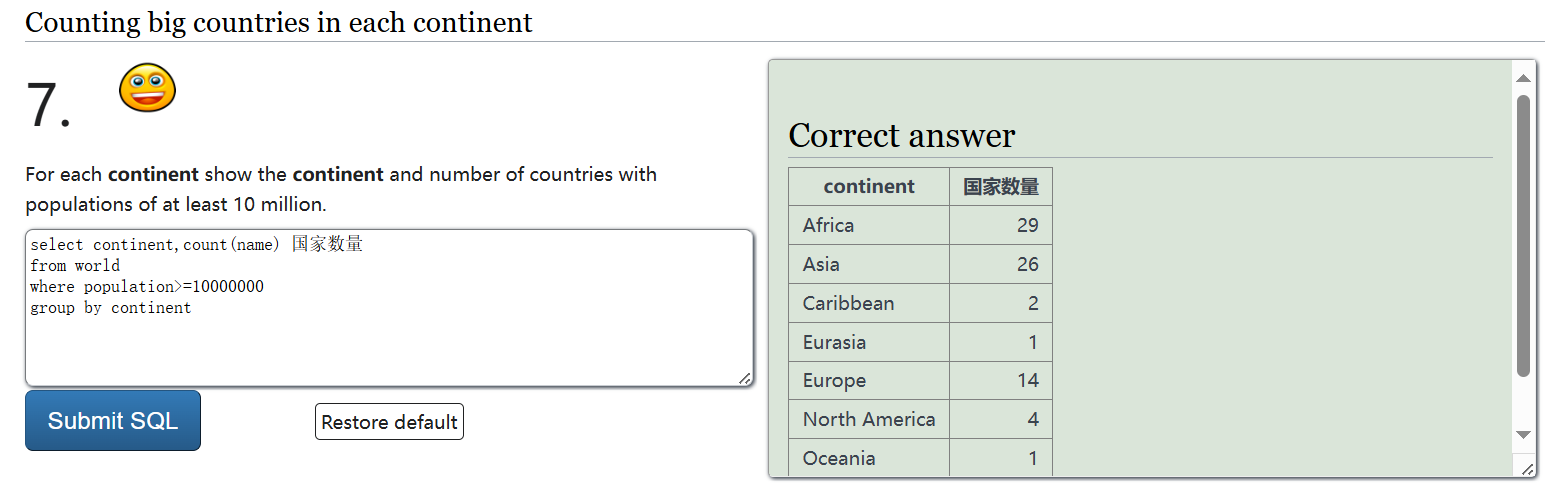 Counting big countries in each continent
7.
For each continent show the continent and number of countries with
populations of at least 10 million.
select continent,count(name) 国家数量
from world
where population>=10000000
group by continent
Submit SQL
Restore default
Correct answer
continent 国家数量
Africa 29
Asia 26
Caribbean 2
Eurasia 1
Europe 14
North America 4
Oceania 1